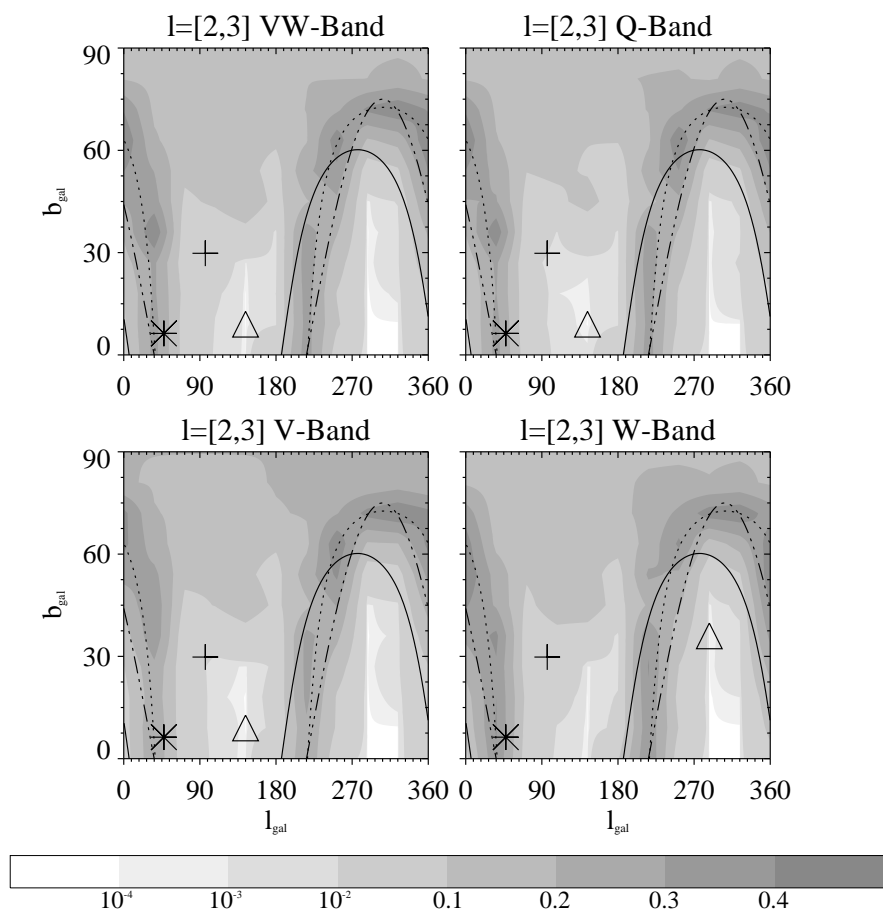 l=[2,3] VW-Band
l=[2,3] Q-Band
90
60
30
0
b_gal
0 90 180 270 360
0 90 180 270 360
l=[2,3] V-Band
l=[2,3] W-Band
90
60
30
0
b_gal
0 90 180 270 360
0 90 180 270 360
l_gal
l_gal
10^-4 10^-3 10^-2 0.1 0.2 0.3 0.4